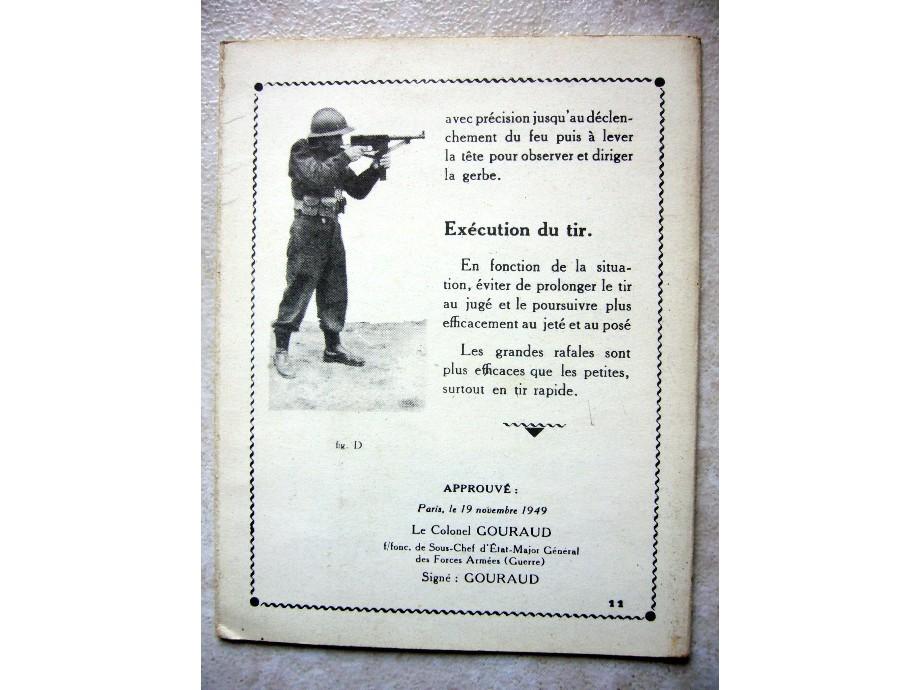 avec précision jusqu'au déclen-
chement du feu puis à lever
la tête pour observer et diriger
la gerbe.
Exécution du tir.
En fonction de la situa-
tion, éviter de prolonger le tir
au jugé et le poursuivre plus
efficacement au jeté et au posé
Les grandes rafales sont
plus efficaces que les petites,
surtout en tir rapide.
fig. D
APPROUVÉ :
Paris, le 19 novembre 1949
Le Colonel GOURAUD
f/fonc. de Sous-Chef d'État-Major Général
des Forces Armées (Guerre)
Signé : GOURAUD
11